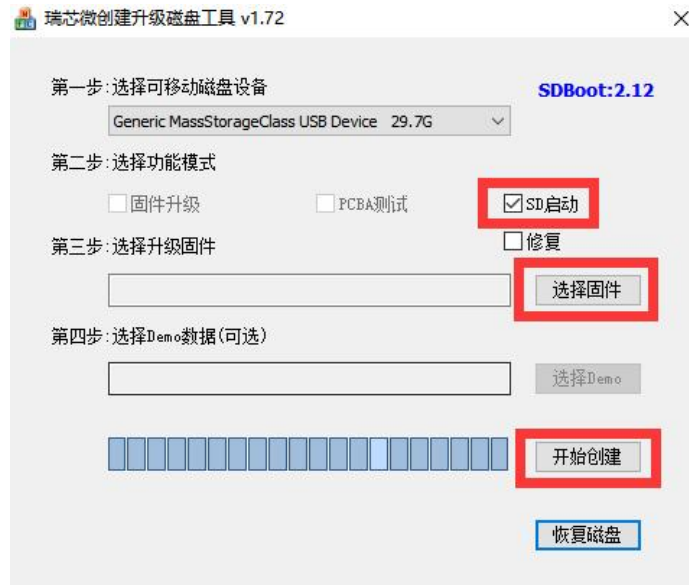 瑞芯微创建升级磁盘工具 v1.72
第一步:选择可移动磁盘设备
SDBoot:2.12
Generic MassStorageClass USB Device 29.7G
第二步:选择功能模式
固件升级
PCBA测试
SD启动
修复
第三步:选择升级固件
选择固件
第四步:选择Demo数据(可选)
选择Demo
开始创建
恢复磁盘